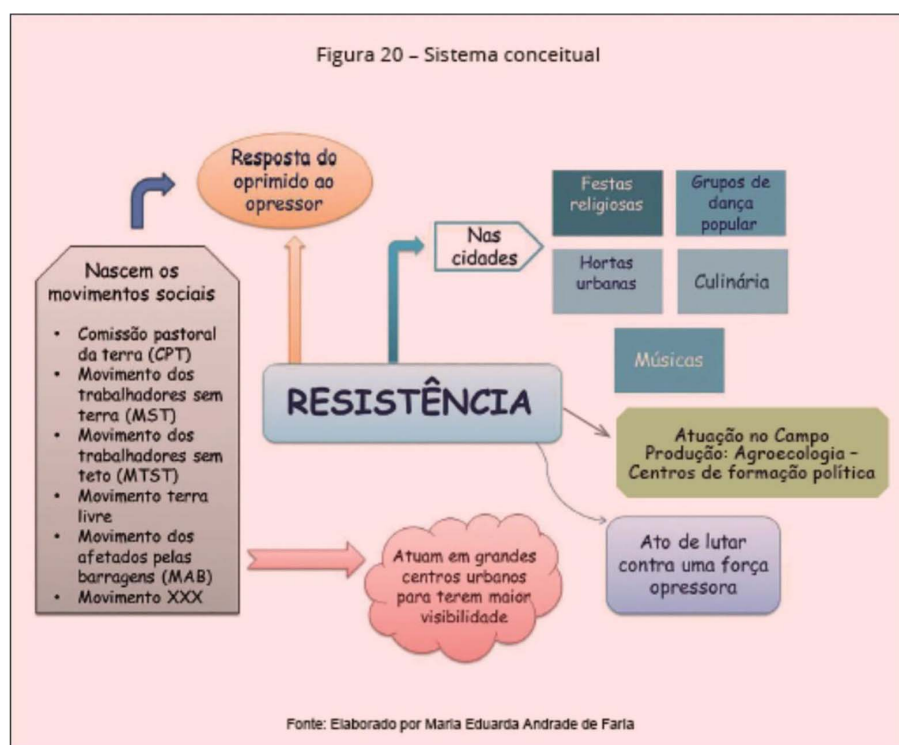 Figura 20 – Sistema conceitual
Resposta do
oprimido ao
opressor
Nascem os
movimentos sociais
• Comissão pastoral
da terra (CPT)
• Movimento dos
trabalhadores sem
terra (MST)
• Movimento dos
trabalhadores sem
teto (MTST)
• Movimento terra
livre
• Movimento dos
afetados pelas
barragens (MAB)
• Movimento XXX
RESISTÊNCIA
Nas
cidades
Festas
religiosas
Grupos de
dança
popular
Hortas
urbanas
Culinária
Músicas
Atuação no Campo
Produção: Agroecologia –
Centros de formação política
Ato de lutar
contra uma força
opressora
Atuam em grandes
centros urbanos
para terem maior
visibilidade
Fonte: Elaborado por Maria Eduarda Andrade de Faria